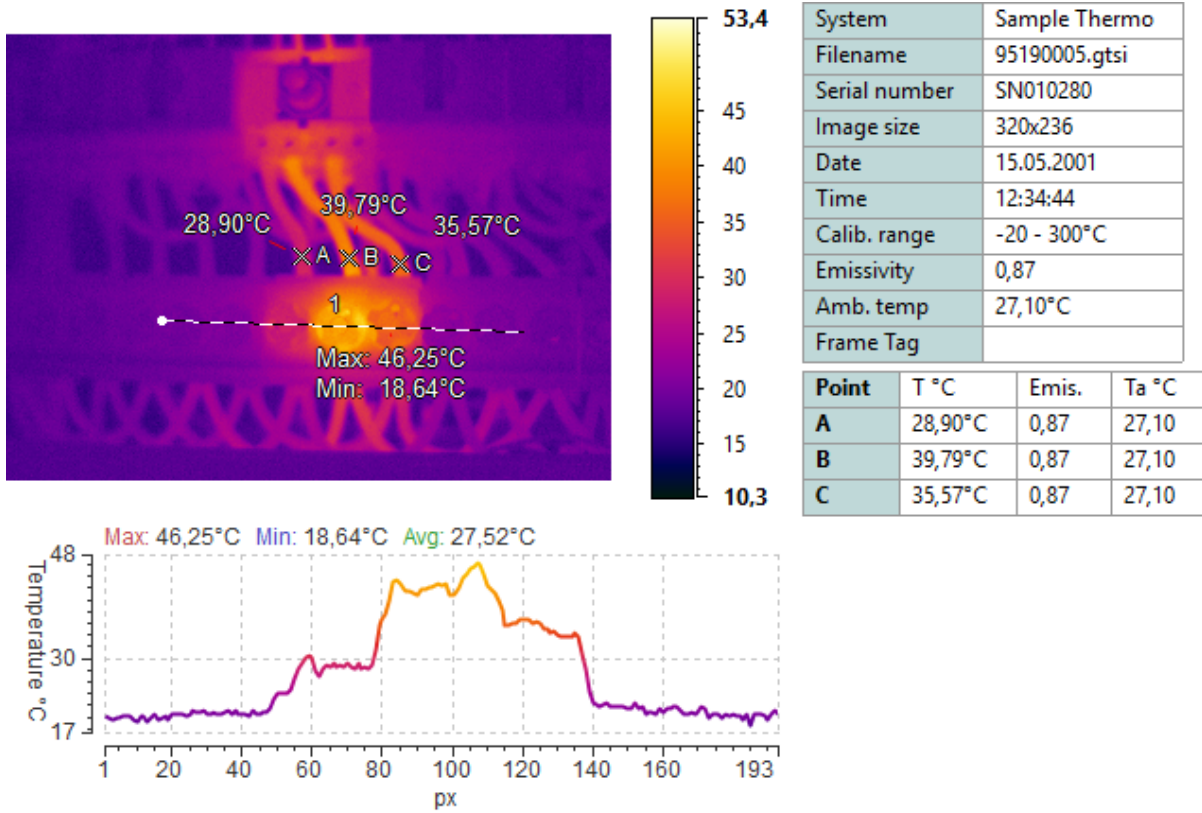 28,90°C
39,79°C
35,57°C
A
B
C
1
Max: 46,25°C
Min: 18,64°C
53,4
45
40
35
30
25
20
15
10,3
System Sample Thermo
Filename 95190005.gtsi
Serial number SN010280
Image size 320x236
Date 15.05.2001
Time 12:34:44
Calib. range -20 - 300°C
Emissivity 0,87
Amb. temp 27,10°C
Frame Tag
Point T °C Emis. Ta °C
A 28,90°C 0,87 27,10
B 39,79°C 0,87 27,10
C 35,57°C 0,87 27,10
Max: 46,25°C Min: 18,64°C Avg: 27,52°C
Temperature °C
48
30
17
1 20 40 60 80 100 120 140 160 193
px